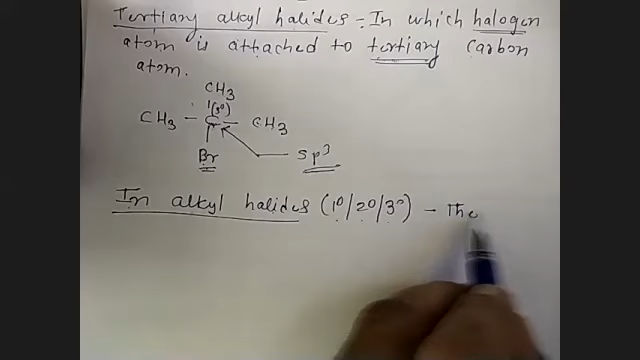 Tertiary alkyl halides :- In which halogen
atom is attached to tertiary carbon
atom.
CH3
(3°)
CH3 - C - CH3
Br
sp3
In alkyl halides (1°/2°/3°) - The